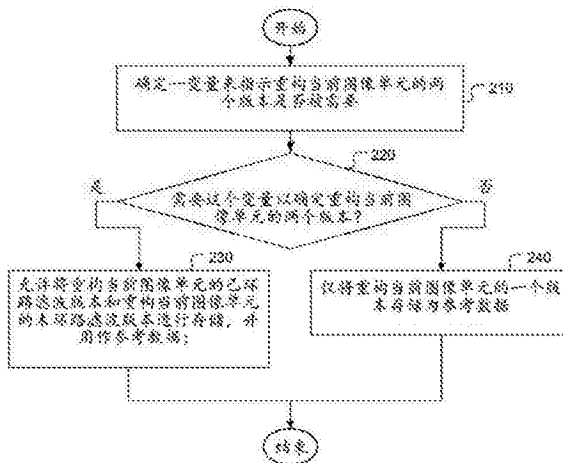 开始
确定一变量来指示重构当前图像单元的两
个版本是否被需要
210
220
是
否
需要这个变量以确定重构当前图
像单元的两个版本?
230
240
允许将重构当前图像单元的已环
路滤波版本和重构当前图像单元
的未环路滤波版本进行存储, 并
用作参考数据;
仅将重构当前图像单元的一个版
本存储为参考数据
结束